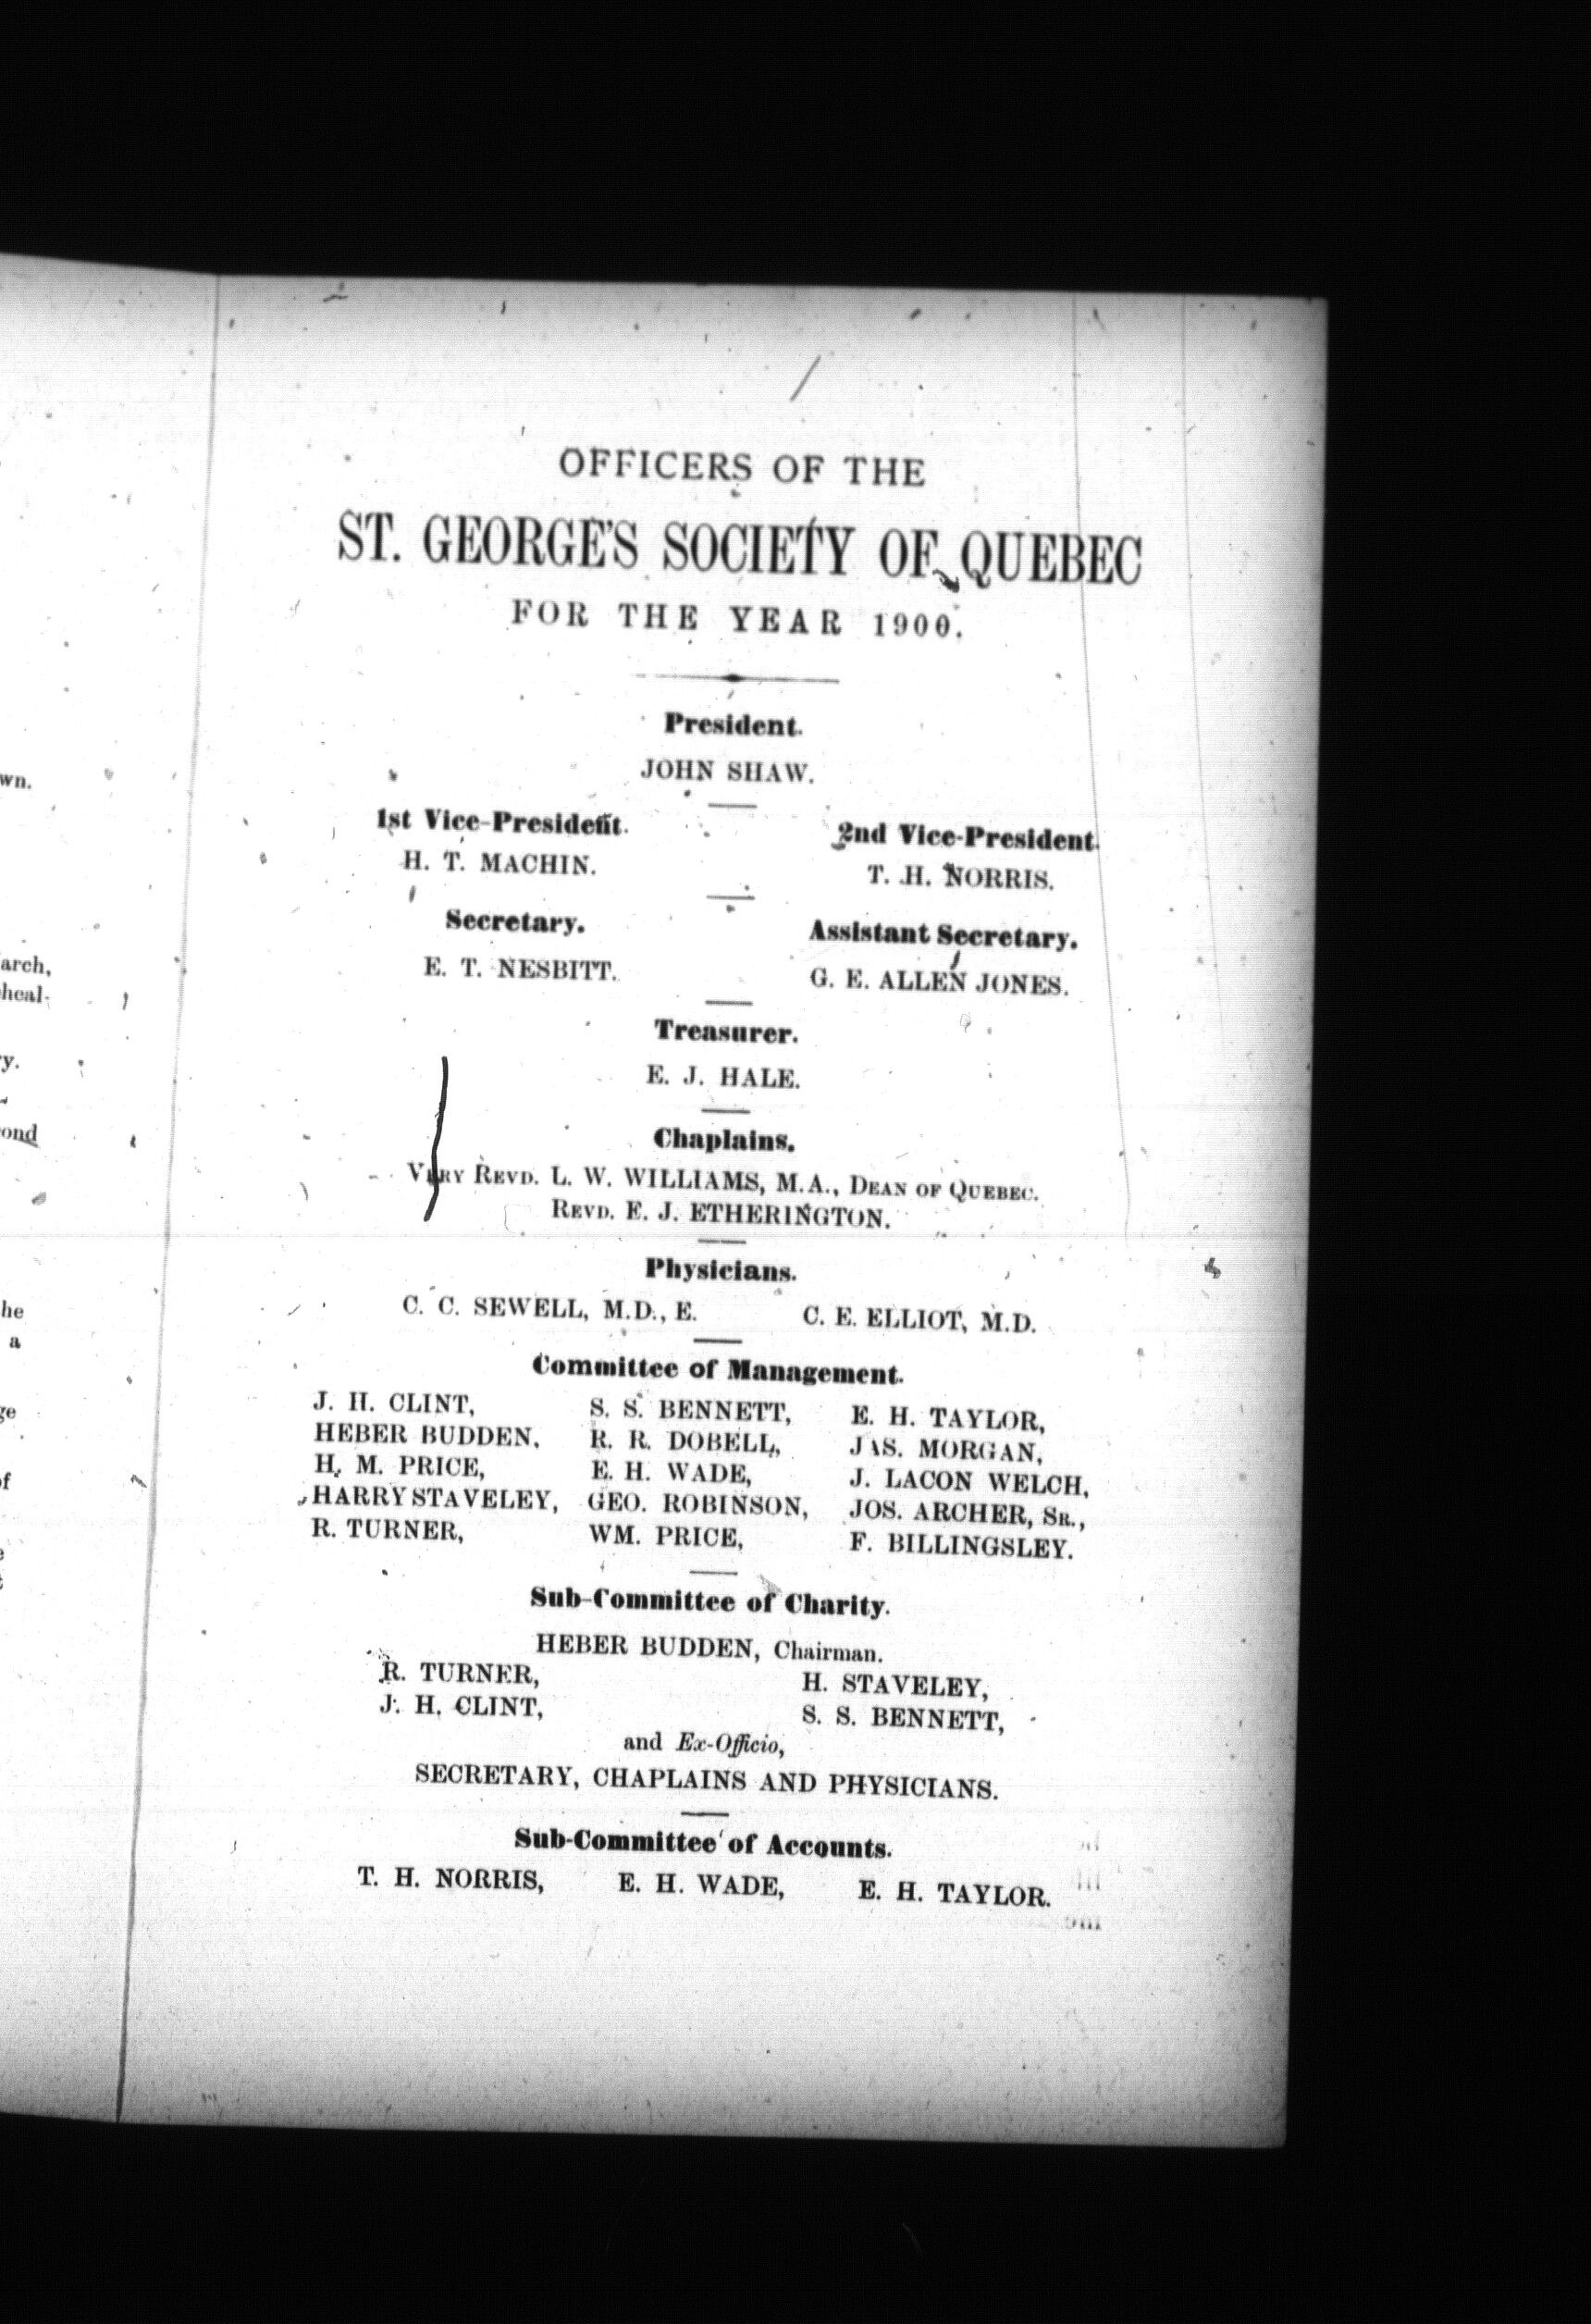 OFFICERS OF THE
ST. GEORGE'S SOCIETY OF QUEBEC
FOR THE YEAR 1900.
President.
JOHN SHAW.
1st Vice-President.
H. T. MACHIN.
2nd Vice-President.
T. H. NORRIS.
Secretary.
E. T. NESBITT.
Assistant Secretary.
G. E. ALLEN JONES.
Treasurer.
E. J. HALE.
Chaplains.
VERY REVD. L. W. WILLIAMS, M.A., DEAN OF QUEBEC.
REVD. E. J. ETHERINGTON.
Physicians.
C. C. SEWELL, M.D., E. C. E. ELLIOT, M.D.
Committee of Management.
J. H. CLINT, S. S. BENNETT, E. H. TAYLOR,
HEBER BUDDEN, R. R. DOBELL, JAS. MORGAN,
H. M. PRICE, E. H. WADE, J. LACON WELCH,
HARRY STAVELEY, GEO. ROBINSON, JOS. ARCHER, SR.,
R. TURNER, WM. PRICE, F. BILLINGSLEY.
Sub-Committee of Charity.
HEBER BUDDEN, Chairman.
R. TURNER, H. STAVELEY,
J. H. CLINT, S. S. BENNETT,
and Ex-Officio,
SECRETARY, CHAPLAINS AND PHYSICIANS.
Sub-Committee of Accounts.
T. H. NORRIS, E. H. WADE, E. H. TAYLOR.